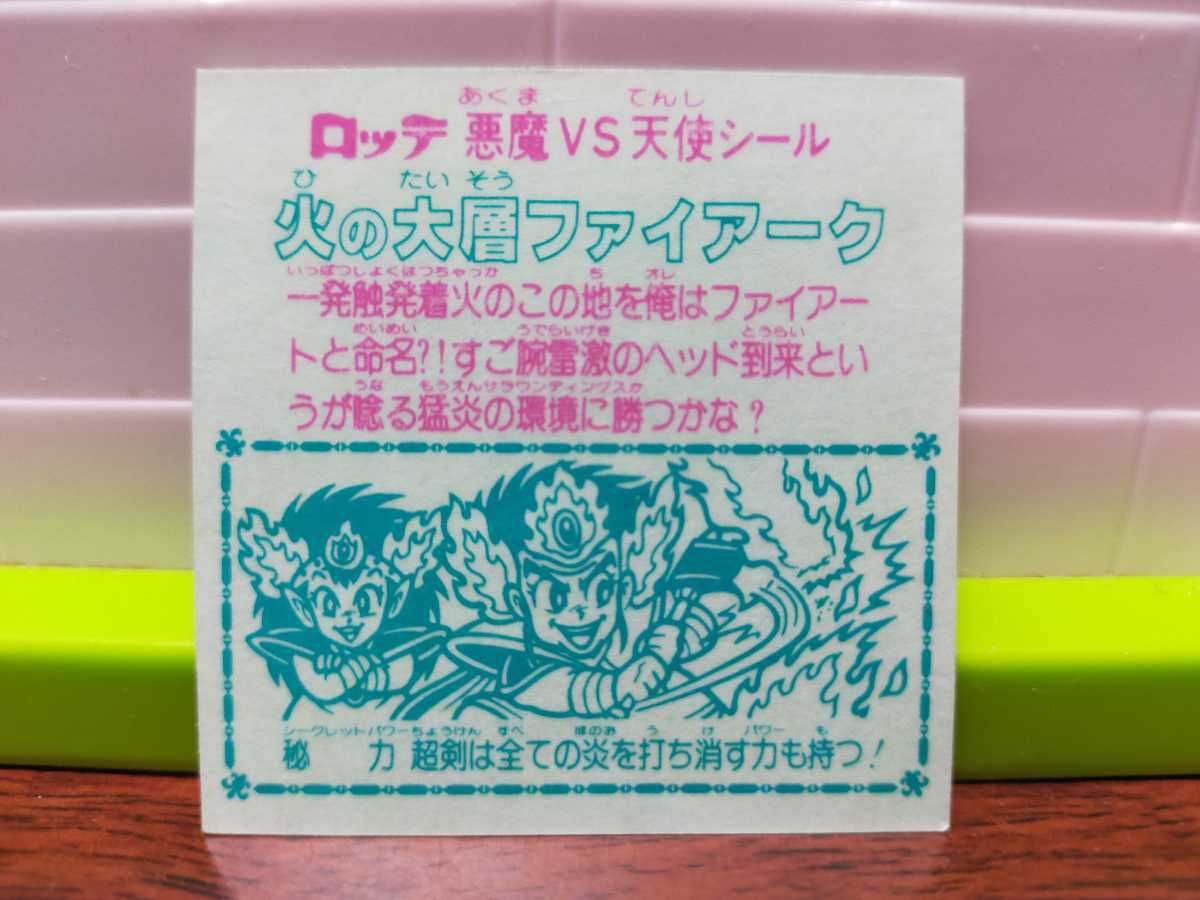 あくま てんし
ロッテ 悪魔VS天使シール
ひ たい そう
火の大層ファイアーク
いっぱつしょくはつちゃっか ち オレ
一発触発着火のこの地を俺はファイアー
めいめい うでらいげき とうらい
トと命名?!すご腕雷激のヘッド到来とい
うな もうえんサラウンディングスか
うが唸る猛炎の環境に勝つかな?
シークレットパワー ちょうけん すべ ほのお う け パワー も
秘力 超剣は全ての炎を打ち消す力も持つ!